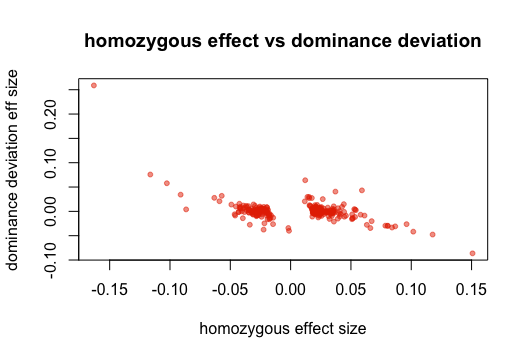 homozygous effect vs dominance deviation
dominance deviation eff size
0.20
0.10
0.00
-0.10
-0.15 -0.10 -0.05 0.00 0.05 0.10 0.15
homozygous effect size